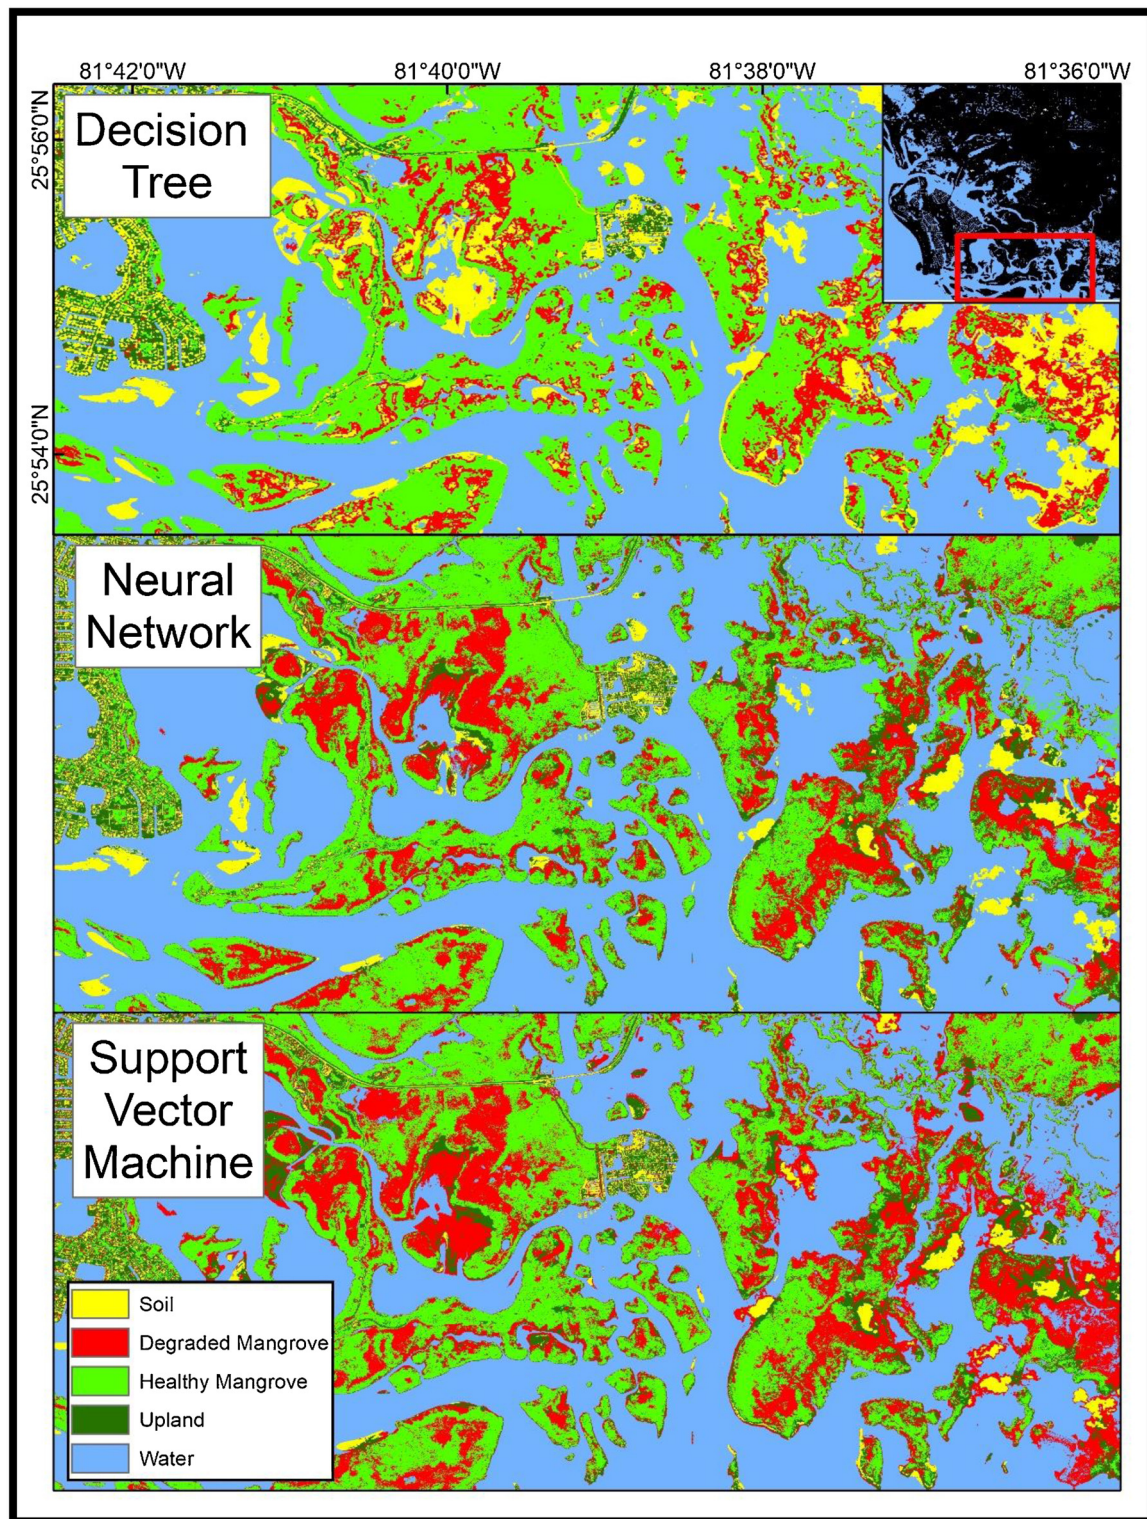 81°42'0"W 81°40'0"W 81°38'0"W 81°36'0"W
25°56'0"N
25°54'0"N
Decision
Tree
Neural
Network
Support
Vector
Machine
Soil
Degraded Mangrove
Healthy Mangrove
Upland
Water